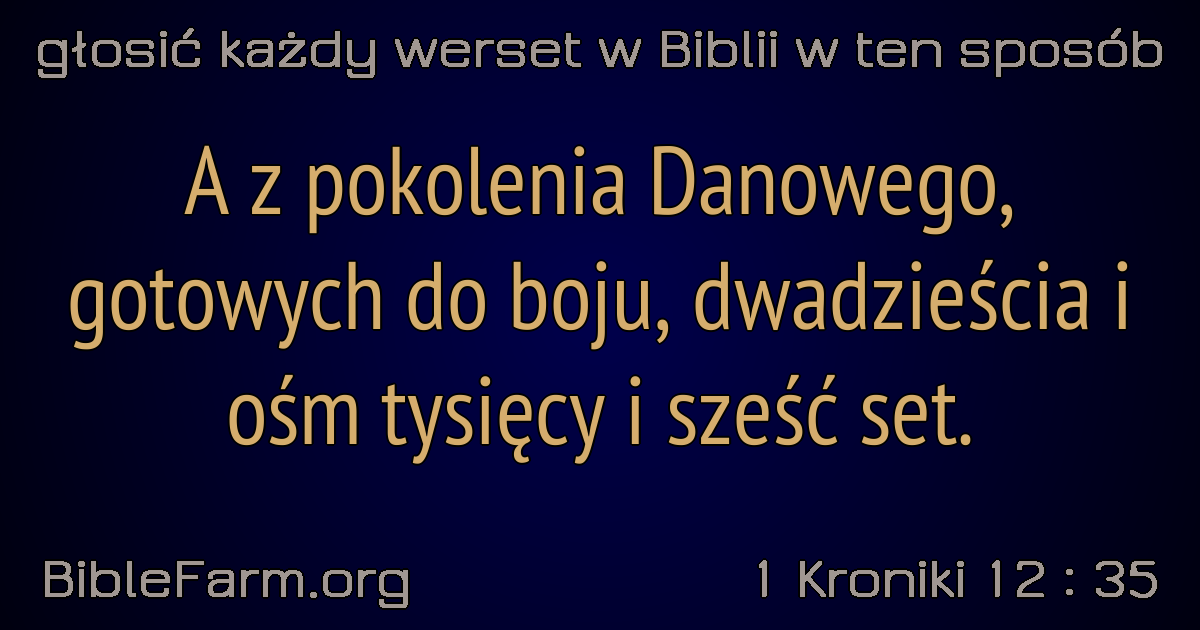 głosić każdy werset w Biblii w ten sposób
A z pokolenia Danowego,
gotowych do boju, dwadzieścia i
ośm tysięcy i sześć set.
BibleFarm.org
1 Kroniki 12 : 35